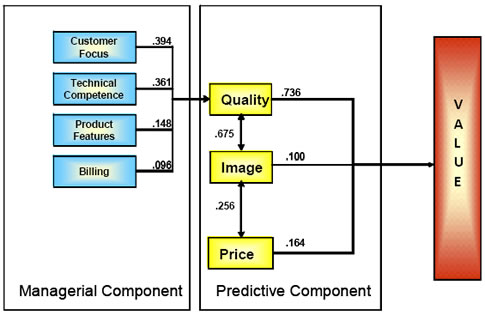 Customer
Focus
.394
Technical
Competence
.361
Product
Features
.148
Billing
.096
Managerial Component
Quality
.736
.675
Image
.100
.256
Price
.164
Predictive Component
V
A
L
U
E